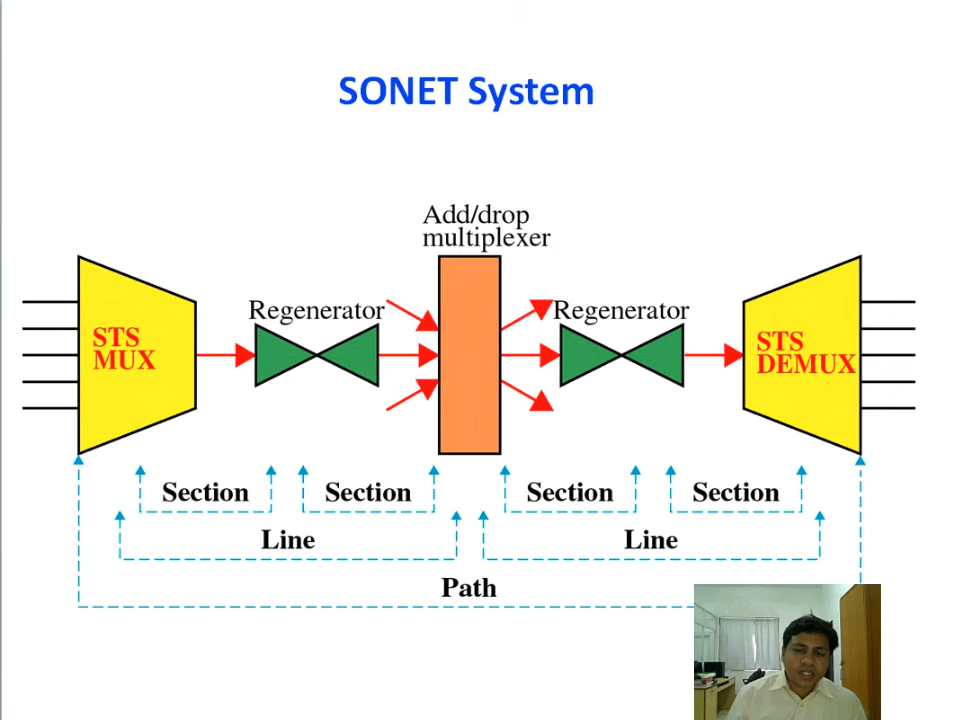 SONET System
Add/drop
multiplexer
Regenerator
Regenerator
STS
MUX
STS
DEMUX
Section
Section
Section
Section
Line
Line
Path